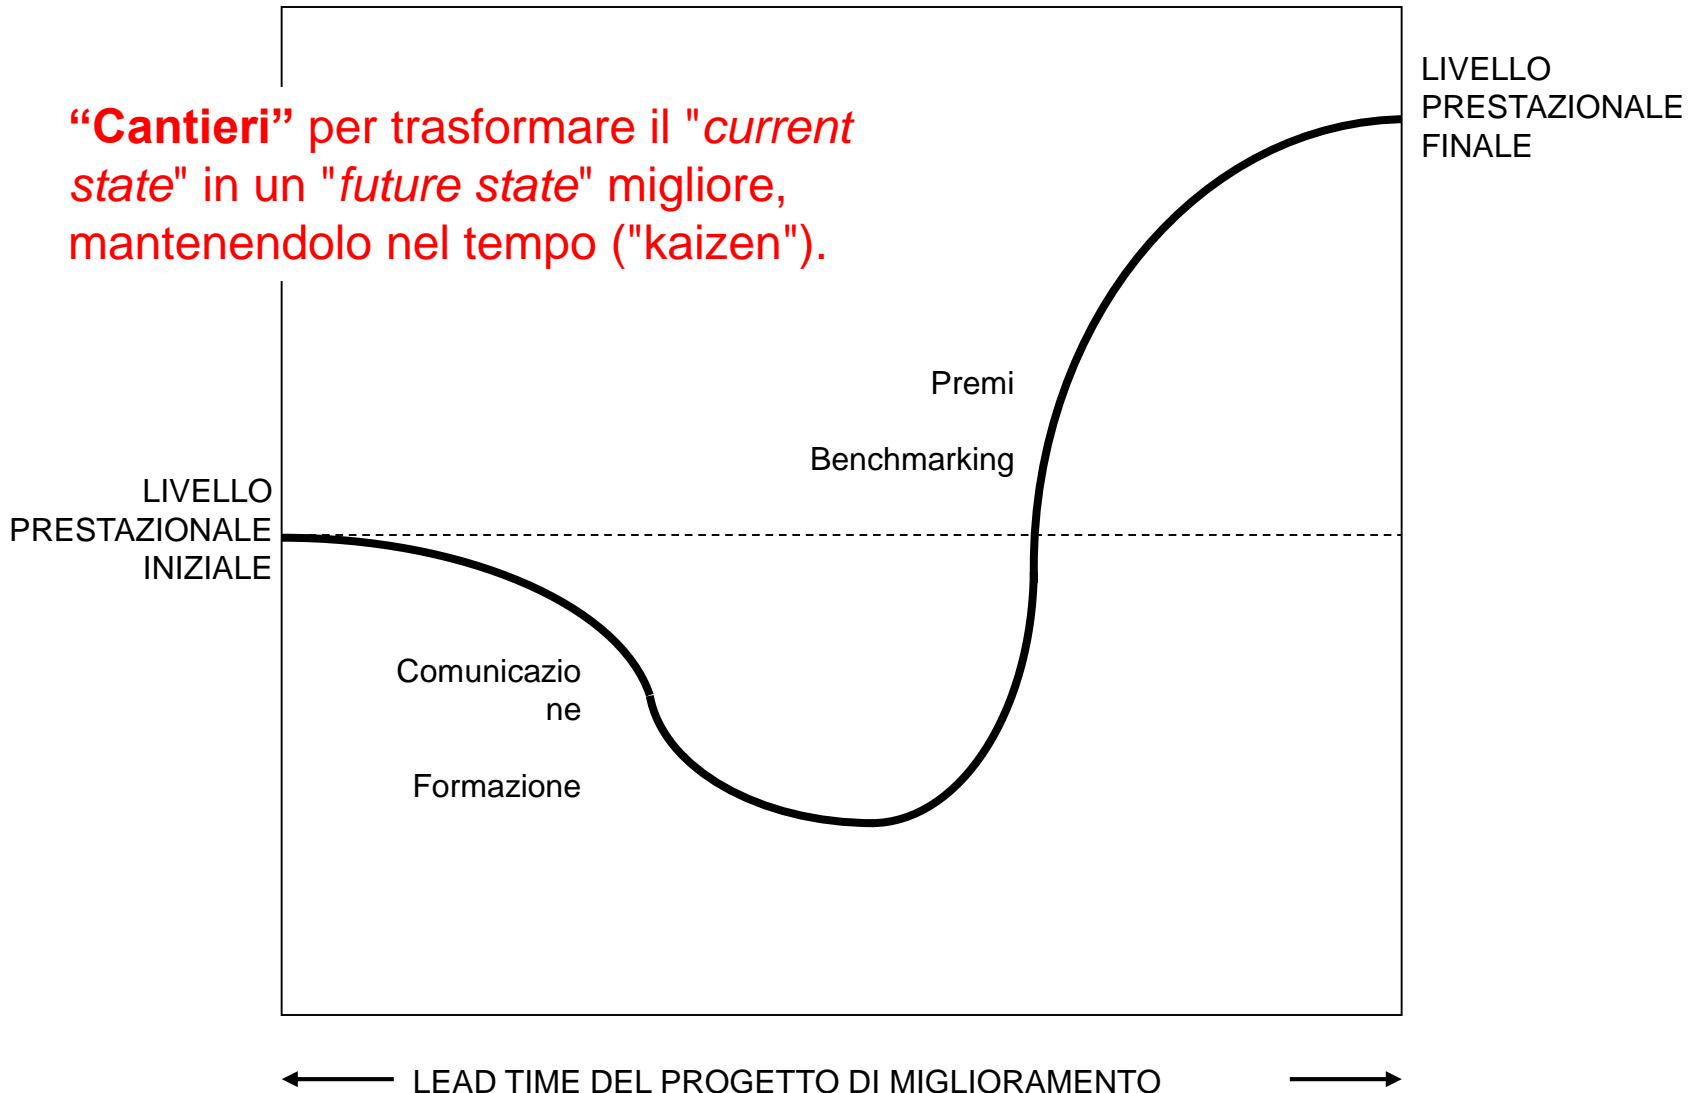 LIVELLO
PRESTAZIONALE
FINALE
“Cantieri” per trasformare il "current
state" in un "future state" migliore,
mantenendolo nel tempo ("kaizen").
Premi
Benchmarking
LIVELLO
PRESTAZIONALE
INIZIALE
Comunicazio
ne
Formazione
LEAD TIME DEL PROGETTO DI MIGLIORAMENTO